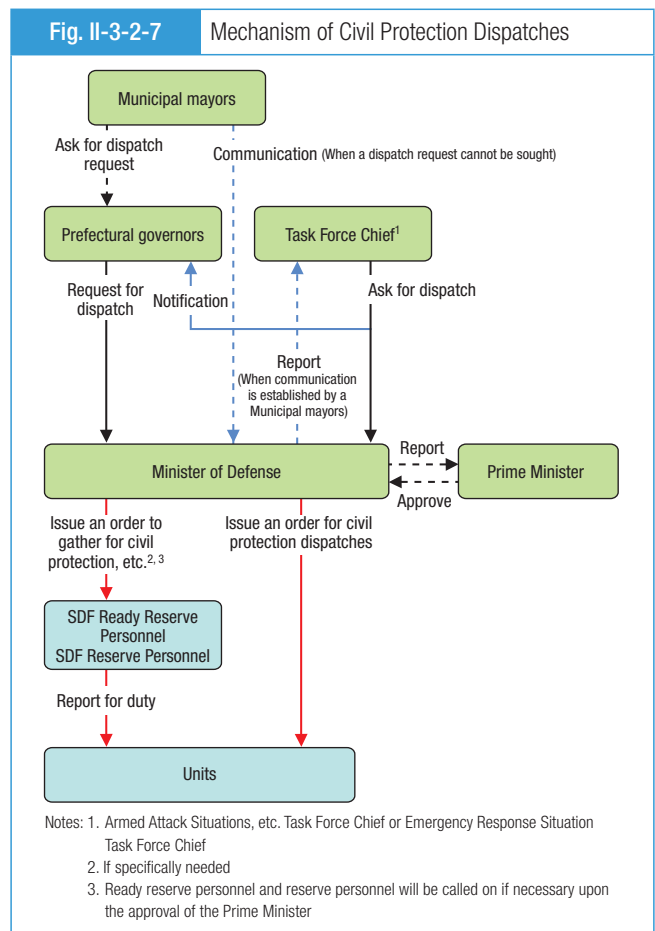 Fig. II-3-2-7
Mechanism of Civil Protection Dispatches
Municipal mayors
Ask for dispatch
request
Communication (When a dispatch request cannot be sought)
Prefectural governors
Task Force Chief1
Request for
dispatch
Notification
Ask for dispatch
Report
(When communication
is established by a
Municipal mayors)
Minister of Defense
Report
Approve
Prime Minister
Issue an order to
gather for civil
protection, etc.2, 3
Issue an order for civil
protection dispatches
SDF Ready Reserve
Personnel
SDF Reserve Personnel
Report for duty
Units
Notes: 1. Armed Attack Situations, etc. Task Force Chief or Emergency Response Situation
Task Force Chief
2. If specifically needed
3. Ready reserve personnel and reserve personnel will be called on if necessary upon
the approval of the Prime Minister